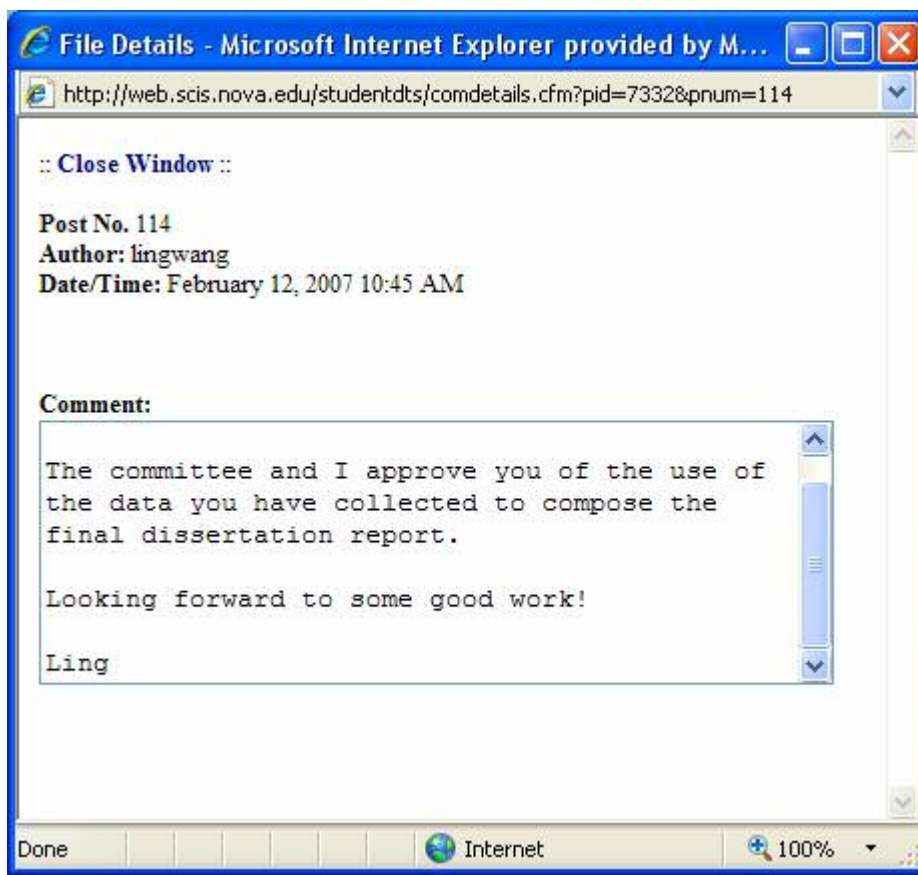 File Details - Microsoft Internet Explorer provided by M...
http://web.scis.nova.edu/studentdts/comdetails.cfm?pid=7332&pnum=114
:: Close Window ::
Post No. 114
Author: lingwang
Date/Time: February 12, 2007 10:45 AM
Comment:
The committee and I approve you of the use of
the data you have collected to compose the
final dissertation report.
Looking forward to some good work!
Ling
Done Internet 100%